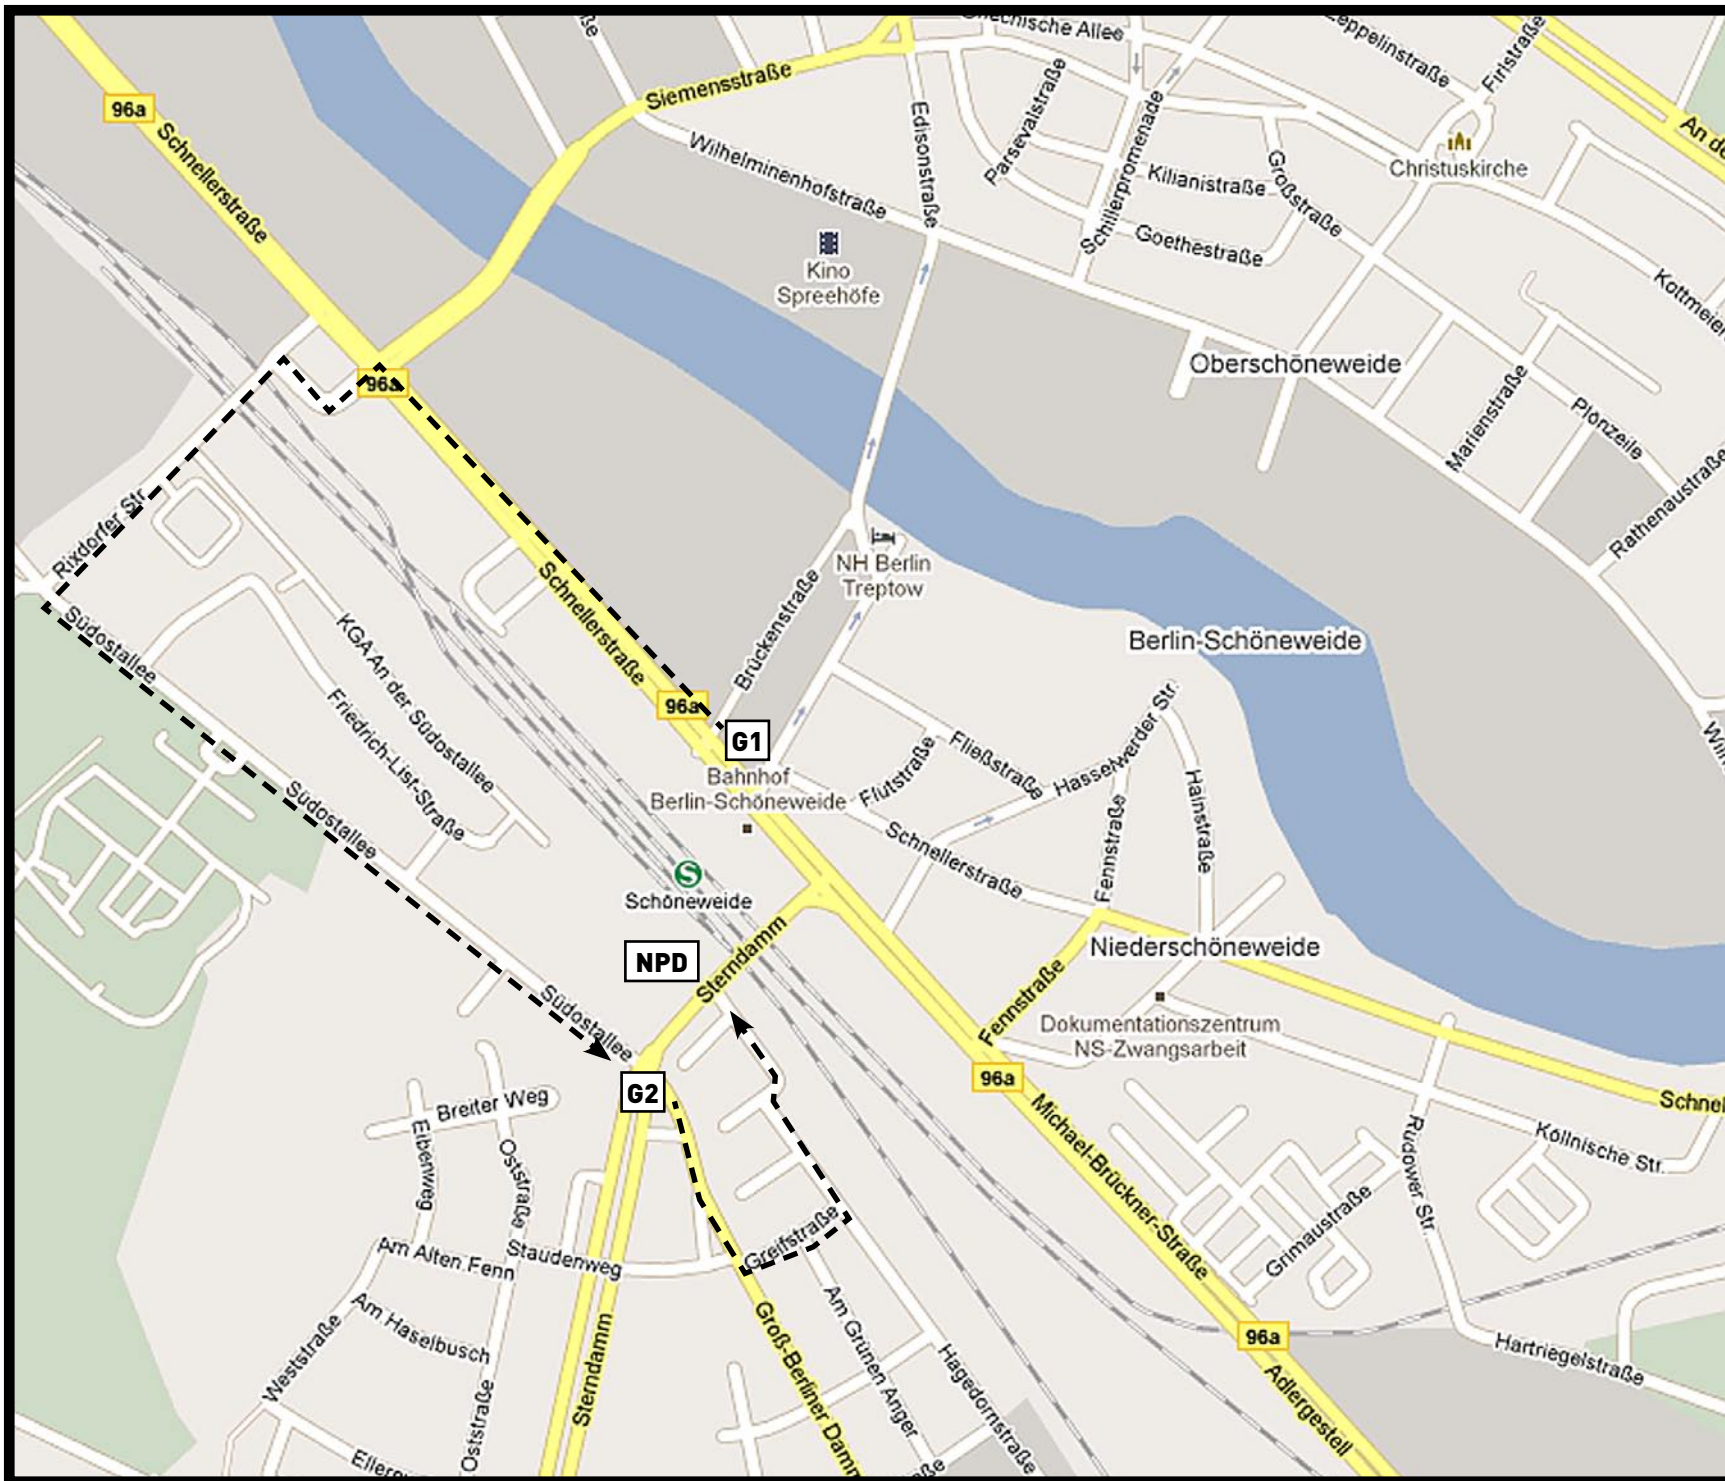 96a
Schnellerstraße
Siemensstraße
Wilhelminenhofstraße
Edisonstraße
Parsevalstraße
Schillerpromenade
Kilianistraße
Großstraße
Goethestraße
Firlstraße
Christuskirche
Kino
Spreehöfe
Oberschöneweide
Marienstraße
Plönzeile
Rathenaustraße
96a
Rixdorfer Str.
Südostallee
KGA An der Südostallee
Friedrich-List-Straße
Südostallee
Schnellerstraße
96a
G1
Brückenstraße
NH Berlin
Treptow
Berlin-Schöneweide
Bahnhof
Berlin-Schöneweide
Flutstraße
Fließstraße
Hasselwerder Str.
Schnellerstraße
Fennstraße
Hainstraße
S
Schöneweide
NPD
Sterndamm
Niederschöneweide
Fennstraße
Dokumentationszentrum
NS-Zwangsarbeit
96a
Südostallee
G2
Breiter Weg
Eibenweg
Oststraße
Michael-Brückner-Straße
Rudower Str.
Köllnische Str.
Grimaustraße
Am Alten Fenn
Staudenweg
Greifstraße
Am Haselbusch
Weststraße
Oststraße
Sterndamm
Groß-Berliner Damm
Am Grünen Anger
Hagedornstraße
96a
Adlergestell
Hartriegelstraße